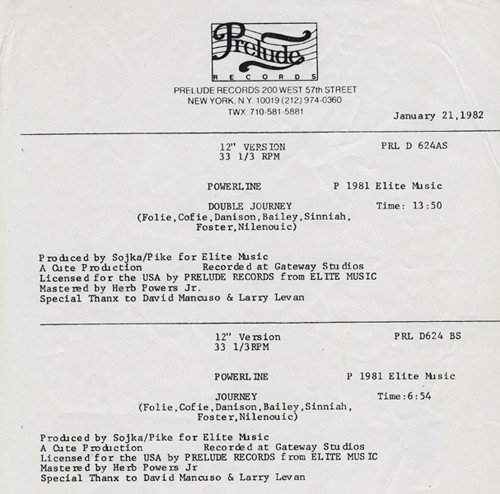 Prelude
RECORDS
PRELUDE RECORDS 200 WEST 57th STREET
NEW YORK, N.Y. 10019 (212) 974-0360
TWX: 710-581-5881
January 21,1982
12" VERSION PRL D 624AS
33 1/3 RPM
POWERLINE P 1981 Elite Music
DOUBLE JOURNEY Time: 13:50
(Folie,Cofie,Danison,Bailey,Sinniah,
Foster,Nilenouic)
Produced by Sojka/Pike for Elite Music
A Cute Production Recorded at Gateway Studios
Licensed for the USA by PRELUDE RECORDS from ELITE MUSIC
Mastered by Herb Powers Jr.
Special Thanx to David Mancuso & Larry Levan
12" Version PRL D624 BS
33 1/3RPM
POWERLINE P 1981 Elite Music
JOURNEY Time:6:54
(Folie,Cofie,Danison,Bailey,Sinniah,
Foster,Nilenouic)
Produced by Sojka/Pike for Elite Music
A Cute Production Recorded at Gateway Studios
Licensed for the USA by PRELUDE RECORDS from ELITE MUSIC
Mastered by Herb Powers Jr
Special Thanx to David Mancuso & Larry Levan